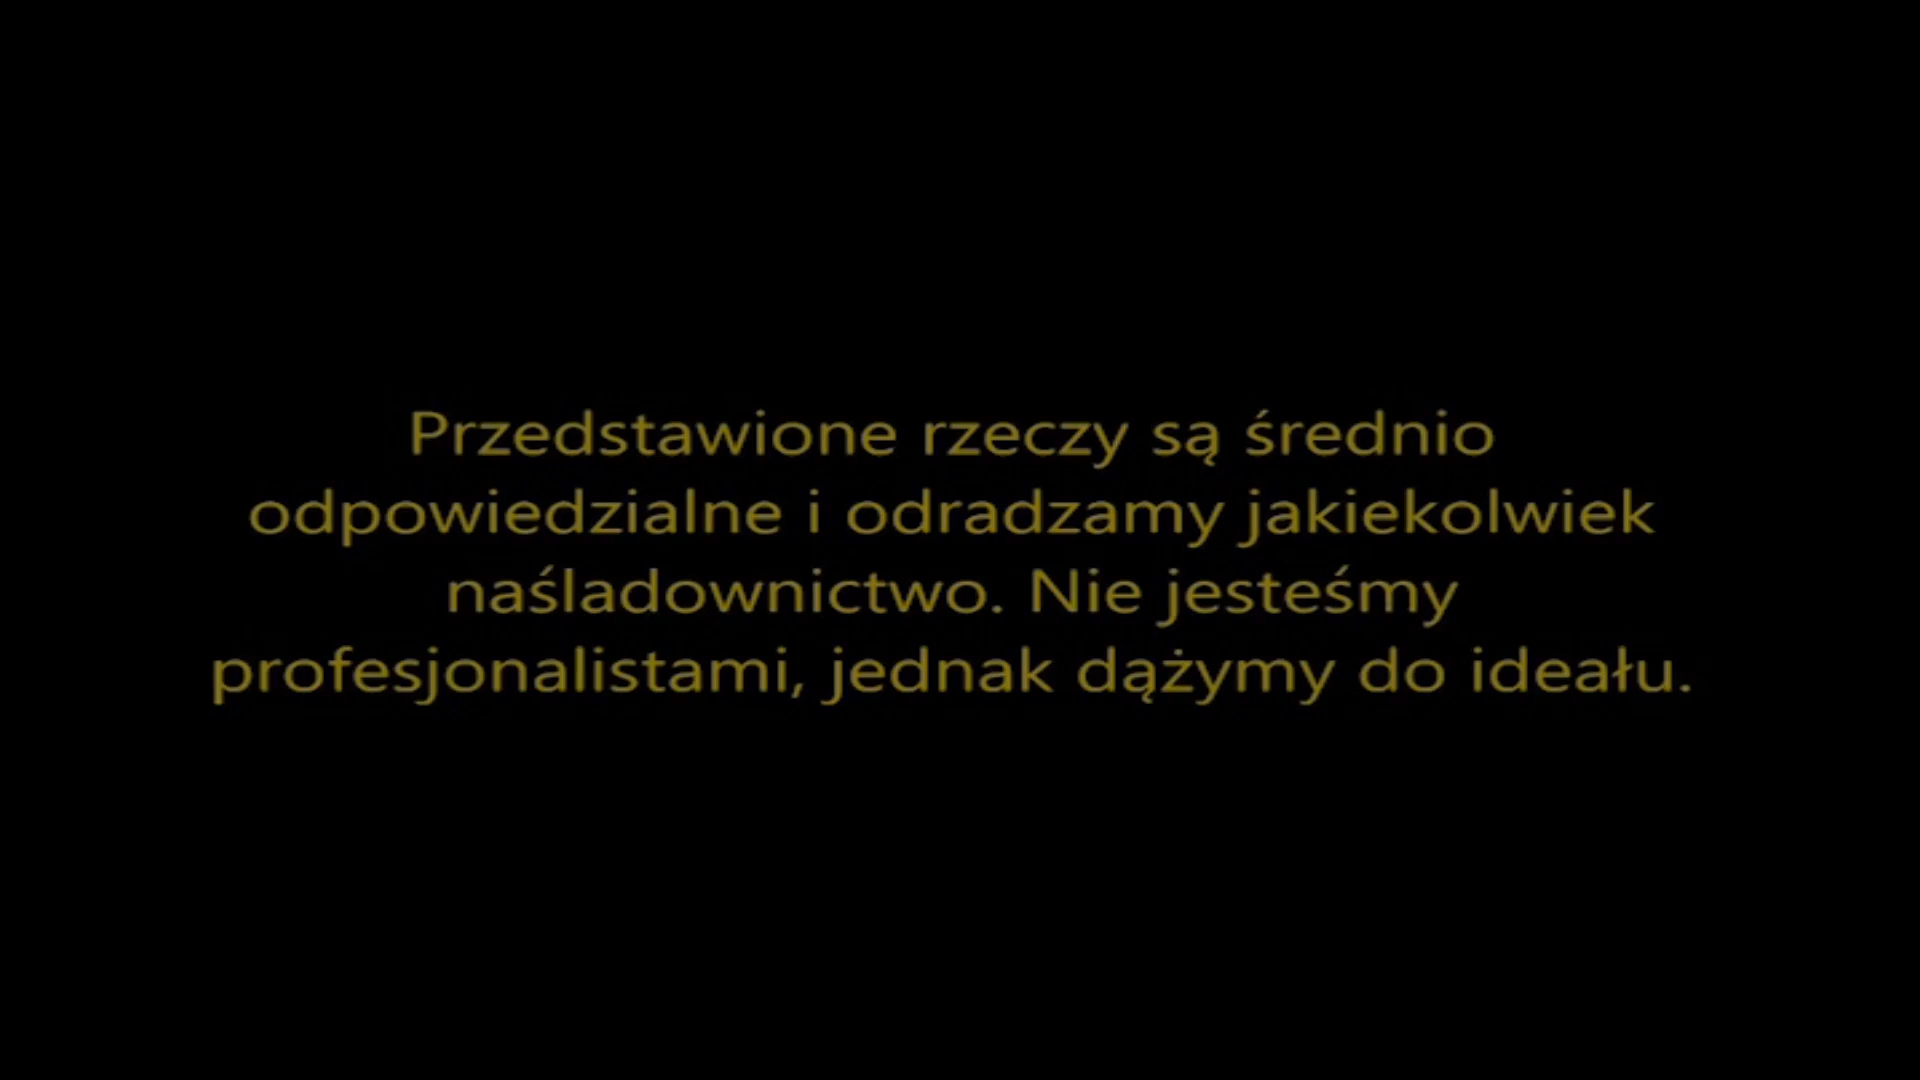 Przedstawione rzeczy są średnio
odpowiedzialne i odradzamy jakiekolwiek
naśladownictwo. Nie jesteśmy
profesjonalistami, jednak dążymy do ideału.